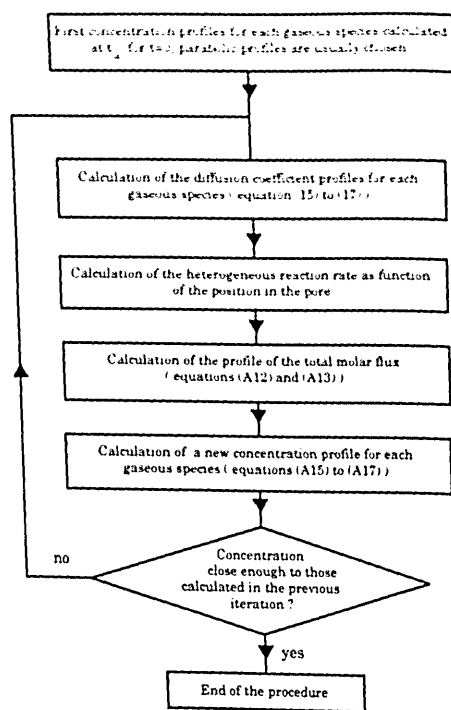 First concentration profiles for each gaseous species calculated
at t for t=0, parabolic profiles are usually chosen
Calculation of the diffusion coefficient profiles for each
gaseous species ( equation 15) to (17) )
Calculation of the heterogeneous reaction rate as function
of the position in the pore
Calculation of the profile of the total molar flux
( equations (A12) and (A13) )
Calculation of a new concentration profile for each
gaseous species ( equations (A15) to (A17) )
no
Concentration
close enough to those
calculated in the previous
iteration ?
yes
End of the procedure